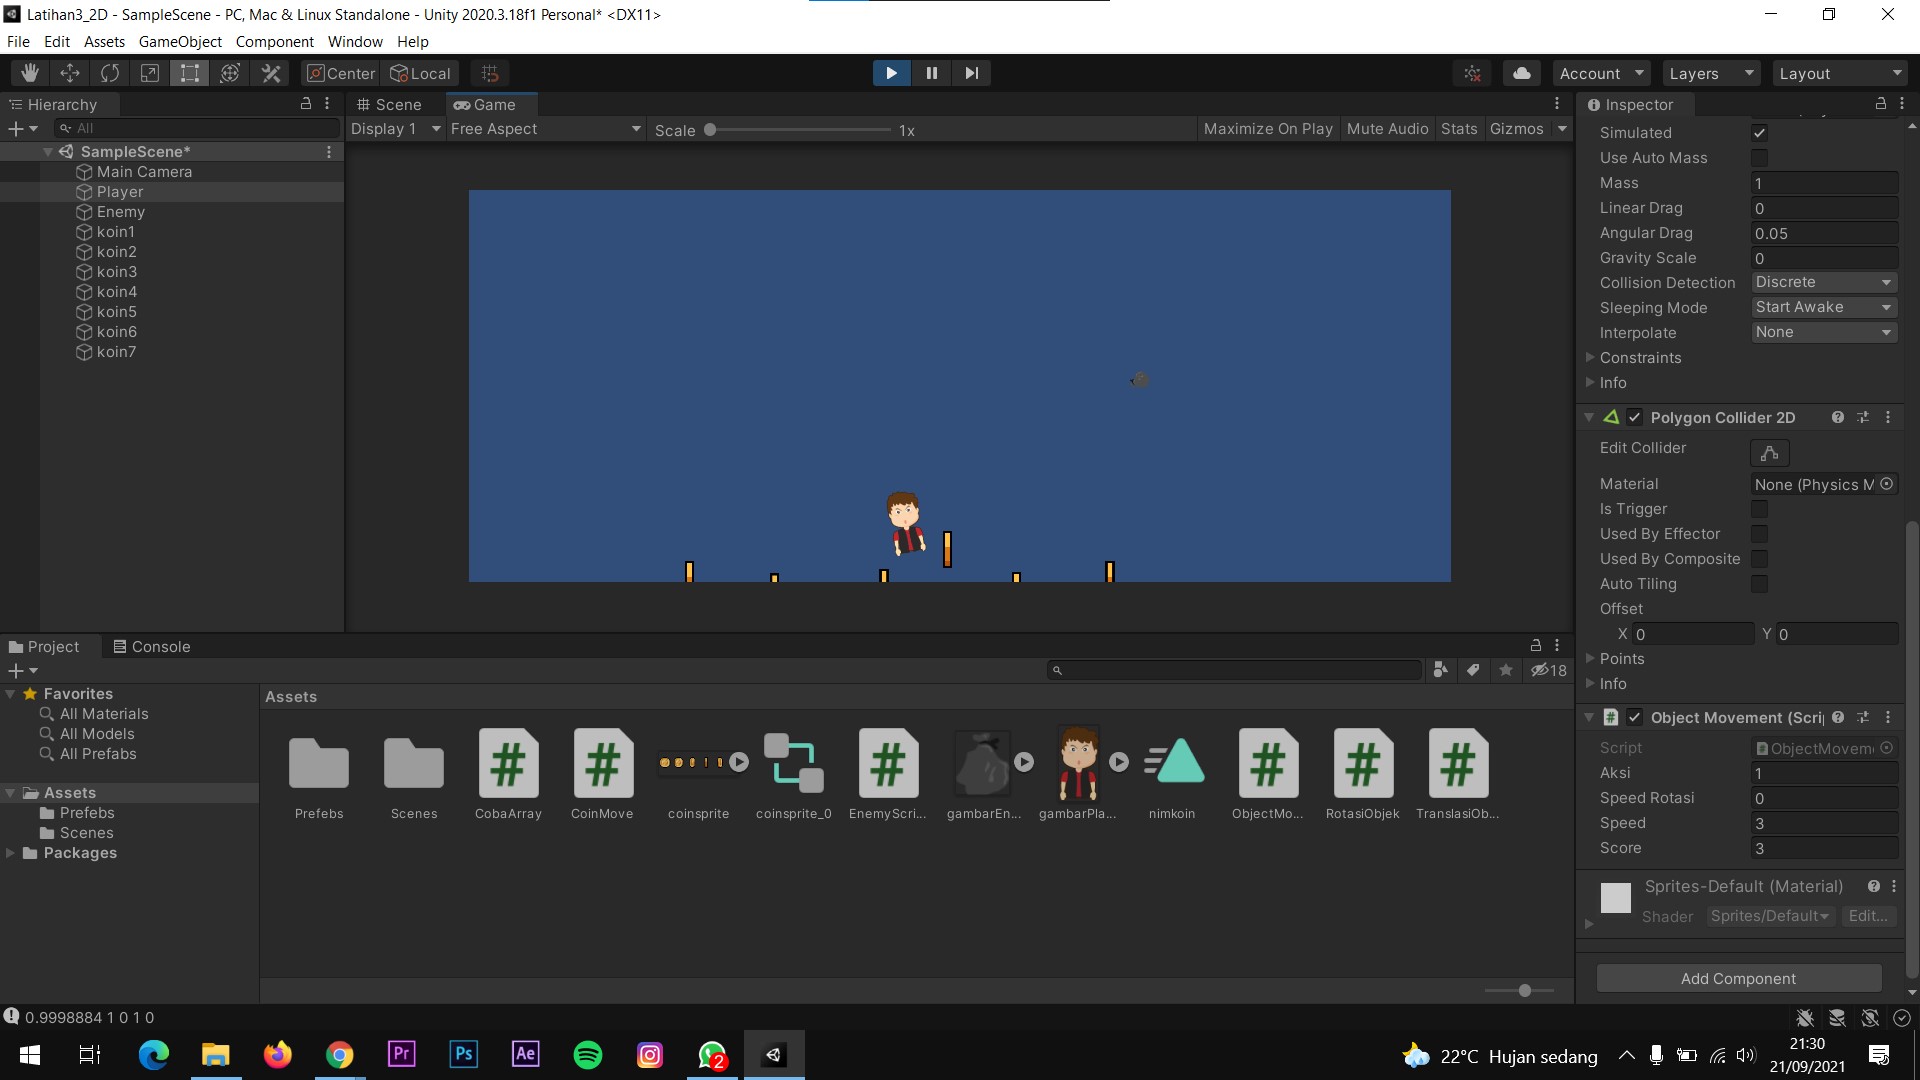 Latihan3_2D - SampleScene - PC, Mac & Linux Standalone - Unity 2020.3.18f1 Personal* <DX11>
File Edit Assets GameObject Component Window Help
Center Local Account Layers Layout
Hierarchy
All
SampleScene*
Main Camera
Player
Enemy
koin1
koin2
koin3
koin4
koin5
koin6
koin7
Scene Game
Display 1 Free Aspect Scale 1x Maximize On Play Mute Audio Stats Gizmos
Inspector
Simulated
Use Auto Mass
Mass 1
Linear Drag 0
Angular Drag 0.05
Gravity Scale 0
Collision Detection Discrete
Sleeping Mode Start Awake
Interpolate None
Constraints
Info
Polygon Collider 2D
Edit Collider
Material None (Physics M
Is Trigger
Used By Effector
Used By Composite
Auto Tiling
Offset
X 0 Y 0
Points
Info
Object Movement (Scri
Script ObjectMovem
Aksi 1
Speed Rotasi 0
Speed 3
Score 3
Sprites-Default (Material)
Shader Sprites/Default Edit...
Add Component
Project Console
18
Favorites
All Materials
All Models
All Prefabs
Assets
Prefebs
Scenes
Packages
Assets
Prefebs Scenes CobaArray CoinMove coinsprite coinsprite_0 EnemyScri... gambarEn... gambarPla... nimkoin ObjectMo... RotasiObjek TranslasiOb...
0.9998884 1 0 1 0
Pr Ps Ae 2
22°C Hujan sedang
21:30
21/09/2021